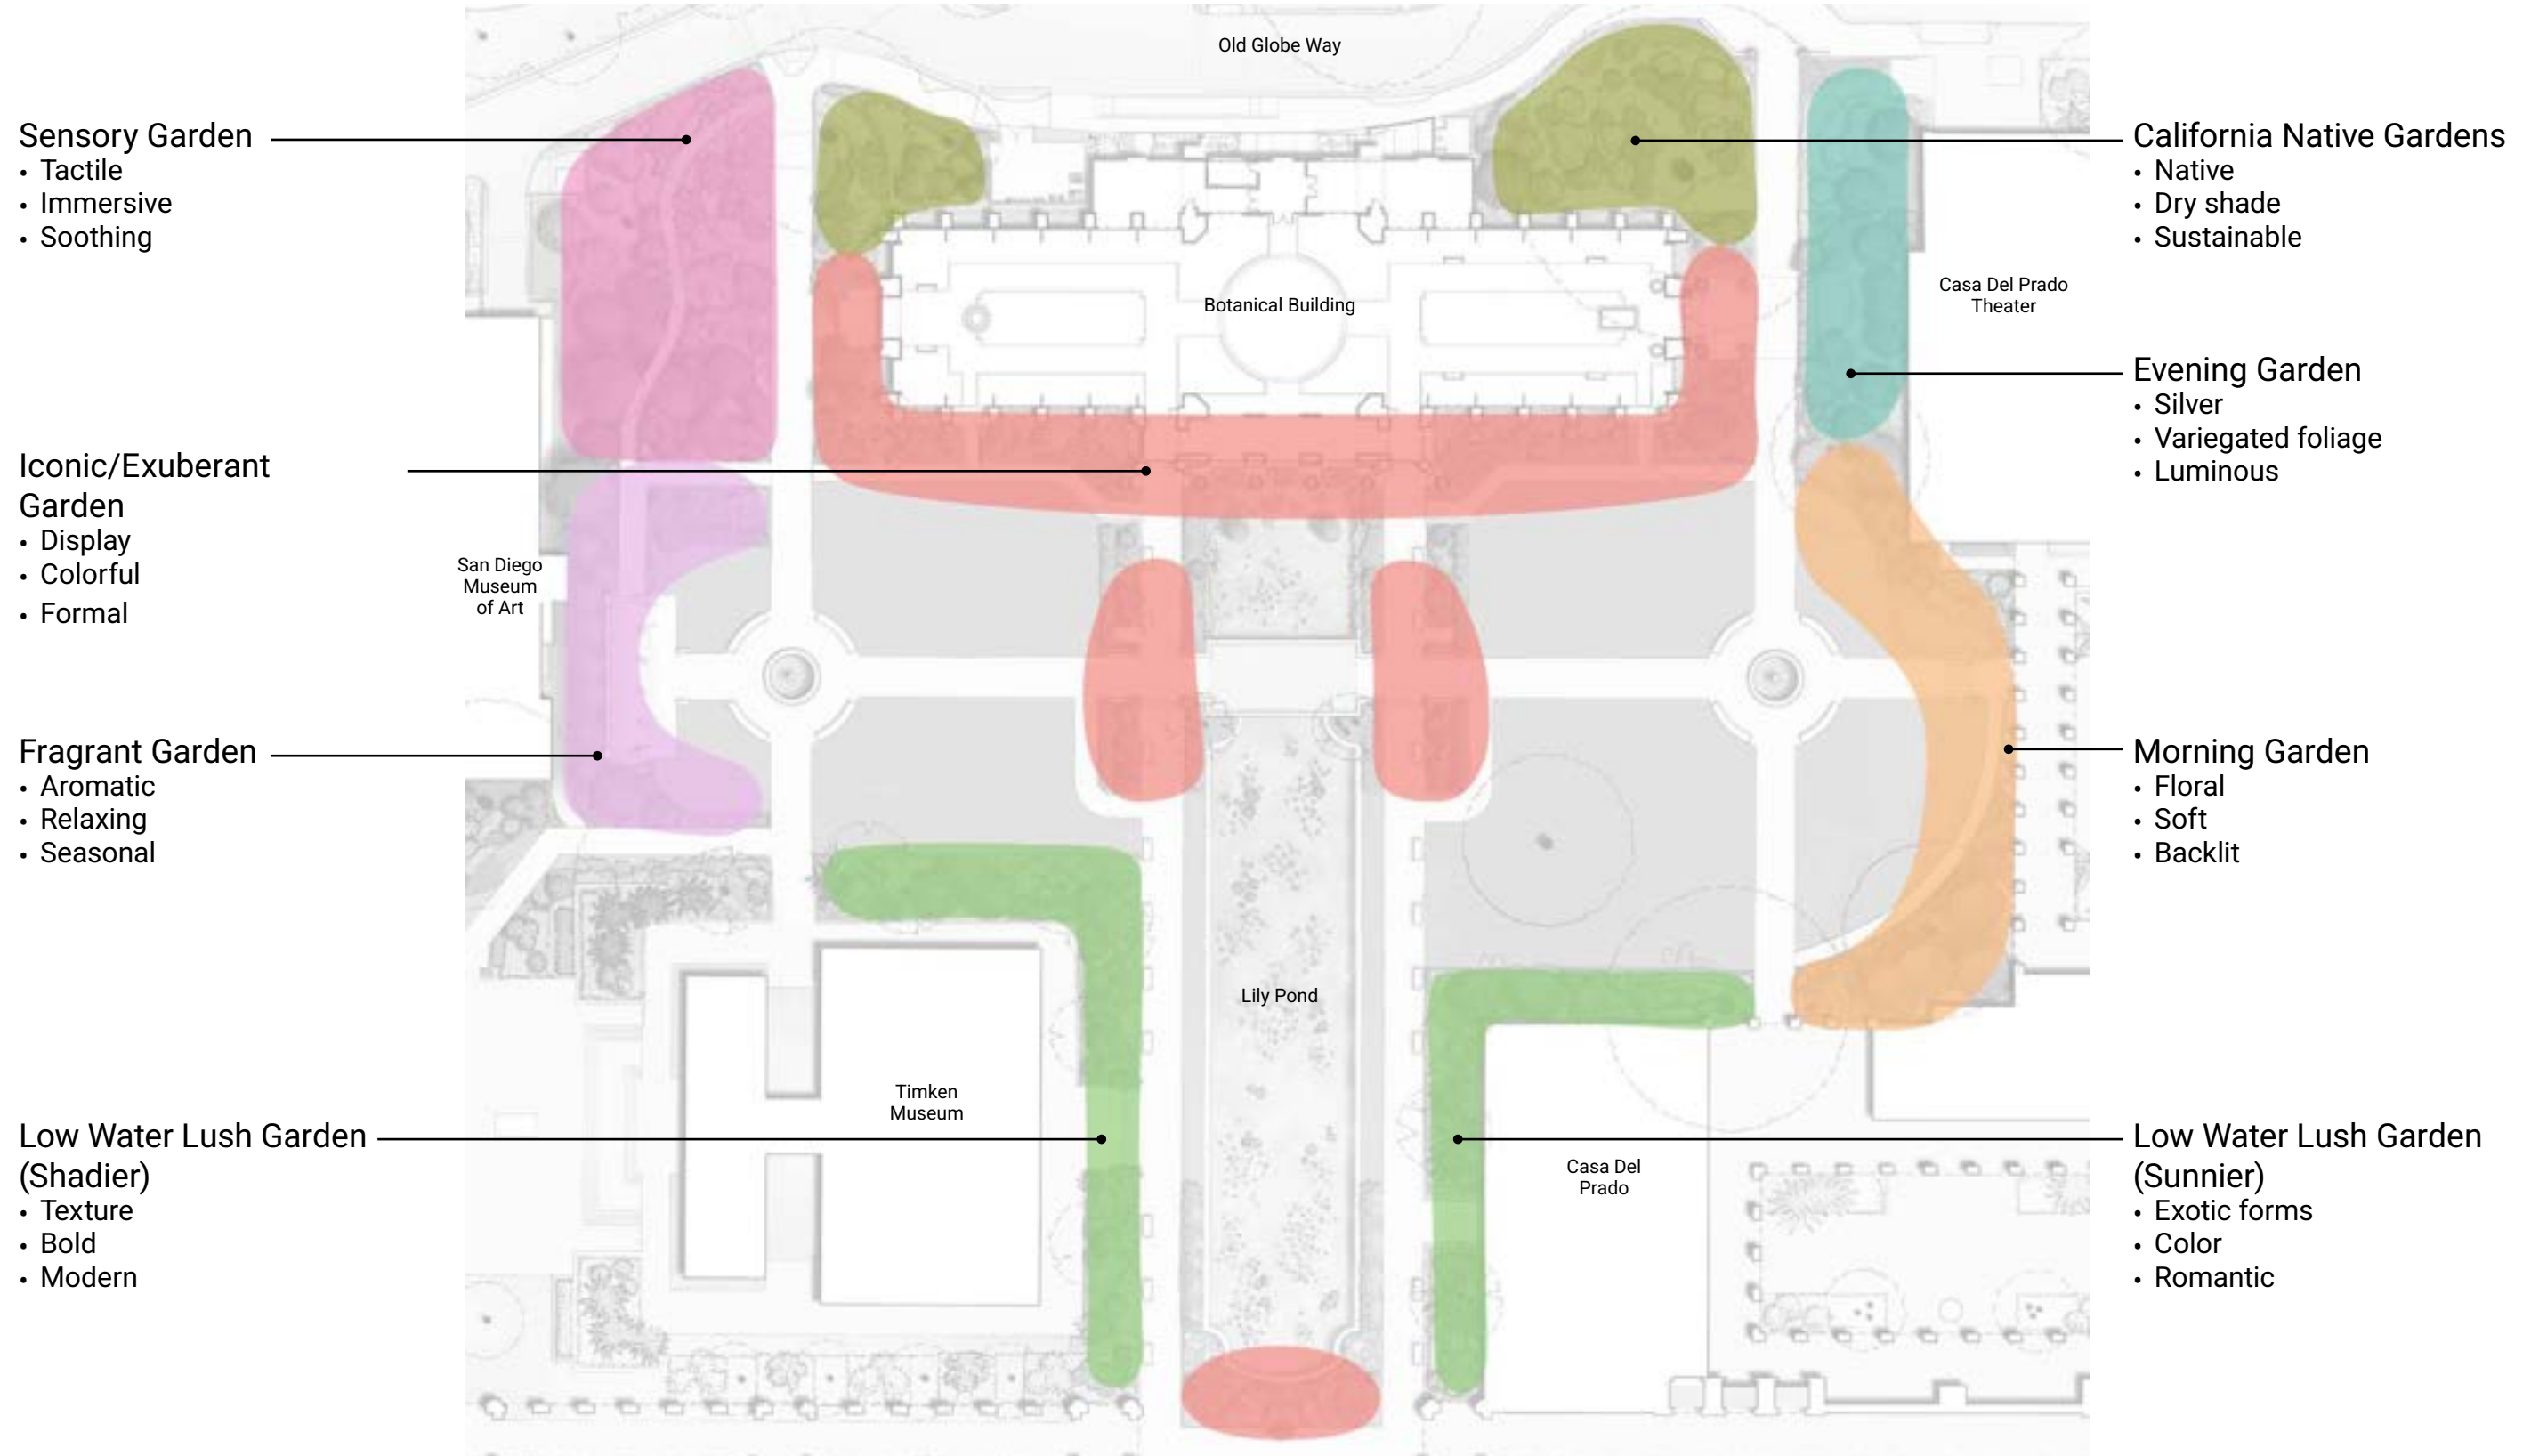 Old Globe Way
Sensory Garden
• Tactile
• Immersive
• Soothing
Iconic/Exuberant
Garden
• Display
• Colorful
• Formal
Fragrant Garden
• Aromatic
• Relaxing
• Seasonal
Low Water Lush Garden
(Shadier)
• Texture
• Bold
• Modern
San Diego
Museum
of Art
Botanical Building
Lily Pond
Timken
Museum
Casa Del
Prado
Casa Del Prado
Theater
California Native Gardens
• Native
• Dry shade
• Sustainable
Evening Garden
• Silver
• Variegated foliage
• Luminous
Morning Garden
• Floral
• Soft
• Backlit
Low Water Lush Garden
(Sunnier)
• Exotic forms
• Color
• Romantic